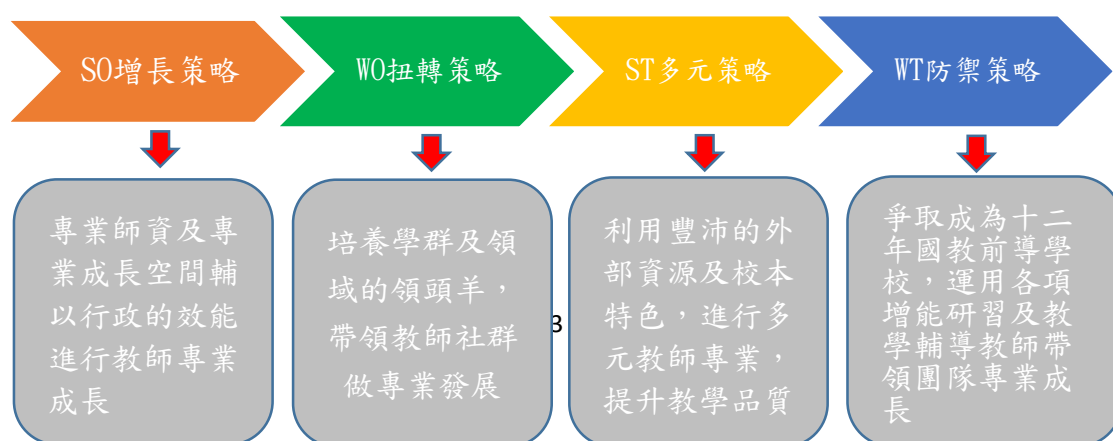 SO增長策略
WO扭轉策略
ST多元策略
WT防禦策略
專業師資及專
業成長空間輔
以行政的效能
進行教師專業
成長
培養學群及領
域的領頭羊，
帶領教師社群
做專業發展
3
利用豐沛的外
部資源及校本
特色，進行多
元教師專業，
提升教學品質
爭取成為十二
年國教前導學
校，運用各項
增能研習及教
學輔導教師帶
領團隊專業成
長